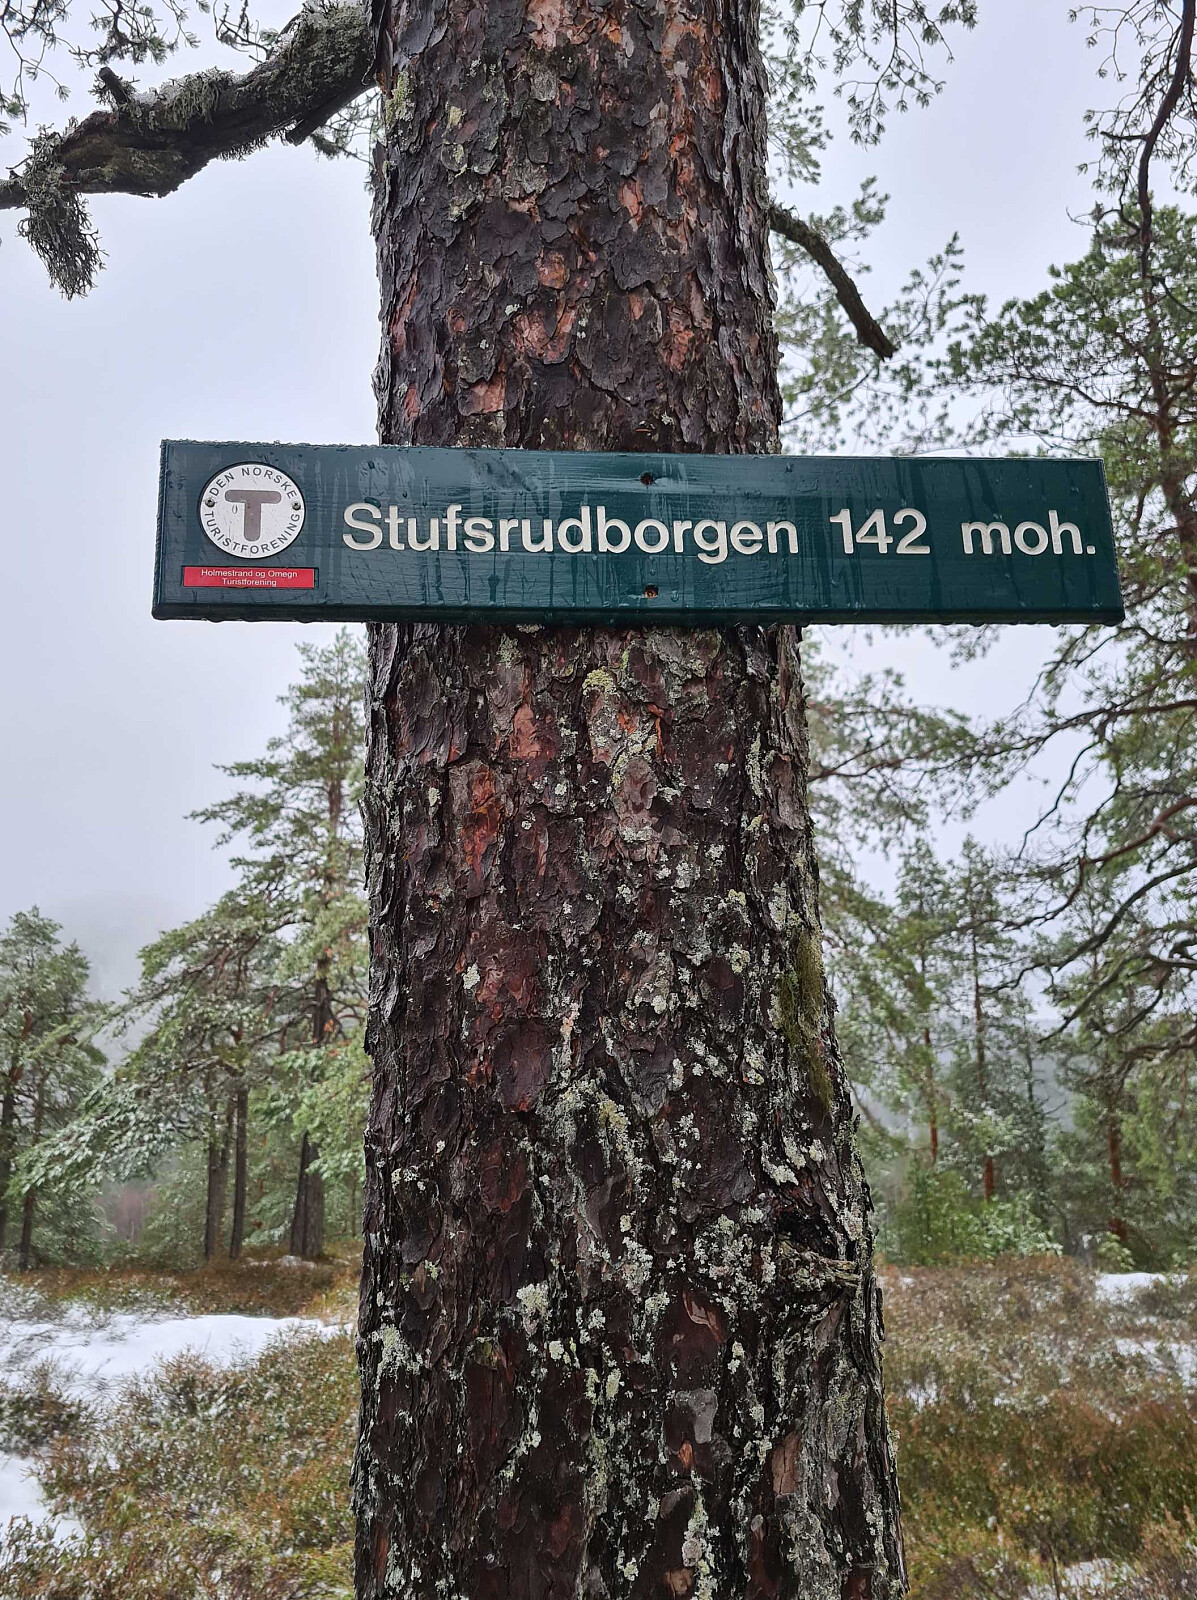 DEN NORSKE
T
TURISTFORENING
Holmestrand og Omegn
Turistforening
Stufsrudborgen 142 moh.